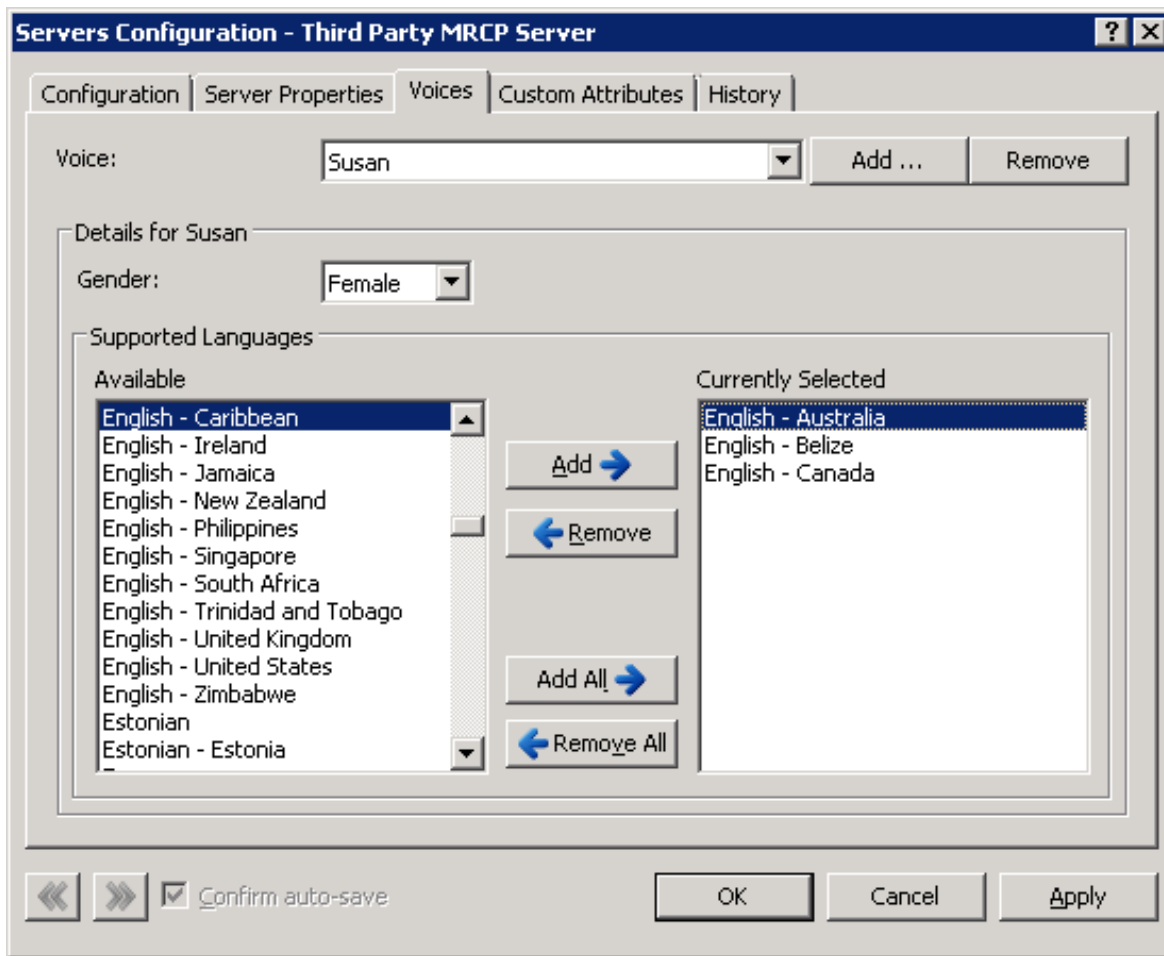 Servers Configuration - Third Party MRCP Server
Configuration Server Properties Voices Custom Attributes History
Voice: Susan Add ... Remove
Details for Susan
Gender: Female
Supported Languages
Available Currently Selected
English - Caribbean English - Australia
English - Ireland English - Belize
English - Jamaica English - Canada
English - New Zealand
English - Philippines
English - Singapore
English - South Africa
English - Trinidad and Tobago
English - United Kingdom
English - United States
English - Zimbabwe
Estonian
Estonian - Estonia
Add
Remove
Add All
Remove All
Confirm auto-save OK Cancel Apply